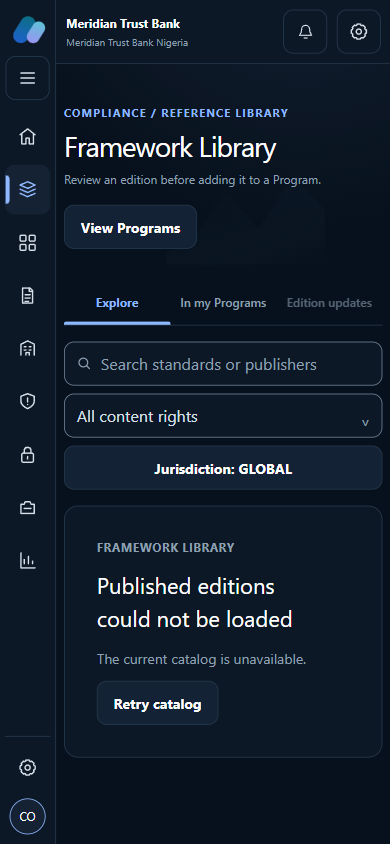 Meridian Trust Bank
Meridian Trust Bank Nigeria
COMPLIANCE / REFERENCE LIBRARY
Framework Library
Review an edition before adding it to a Program.
View Programs
Explore
In my Programs
Edition updates
Search standards or publishers
All content rights
v
Jurisdiction: GLOBAL
FRAMEWORK LIBRARY
Published editions
could not be loaded
The current catalog is unavailable.
Retry catalog
CO